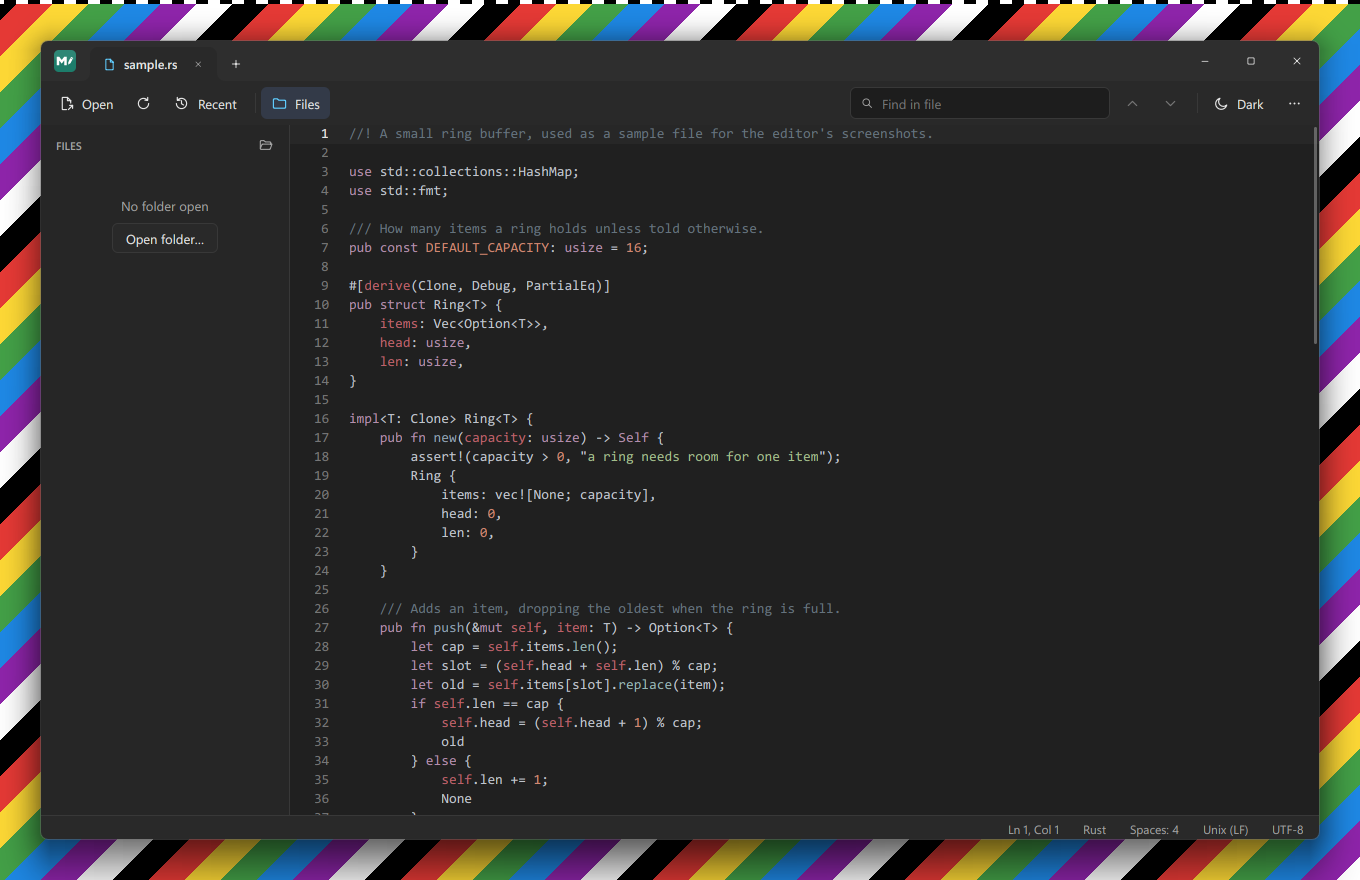 M/
sample.rs
Open
Recent
Files
Find in file
Dark
FILES
No folder open
Open folder...
1 //! A small ring buffer, used as a sample file for the editor's screenshots.
2
3 use std::collections::HashMap;
4 use std::fmt;
5
6 /// How many items a ring holds unless told otherwise.
7 pub const DEFAULT_CAPACITY: usize = 16;
8
9 #[derive(Clone, Debug, PartialEq)]
10 pub struct Ring<T> {
11     items: Vec<Option<T>>,
12     head: usize,
13     len: usize,
14 }
15
16 impl<T: Clone> Ring<T> {
17     pub fn new(capacity: usize) -> Self {
18         assert!(capacity > 0, "a ring needs room for one item");
19         Ring {
20             items: vec![None; capacity],
21             head: 0,
22             len: 0,
23         }
24     }
25
26     /// Adds an item, dropping the oldest when the ring is full.
27     pub fn push(&mut self, item: T) -> Option<T> {
28         let cap = self.items.len();
29         let slot = (self.head + self.len) % cap;
30         let old = self.items[slot].replace(item);
31         if self.len == cap {
32             self.head = (self.head + 1) % cap;
33             old
34         } else {
35             self.len += 1;
36             None
Ln 1, Col 1
Rust
Spaces: 4
Unix (LF)
UTF-8